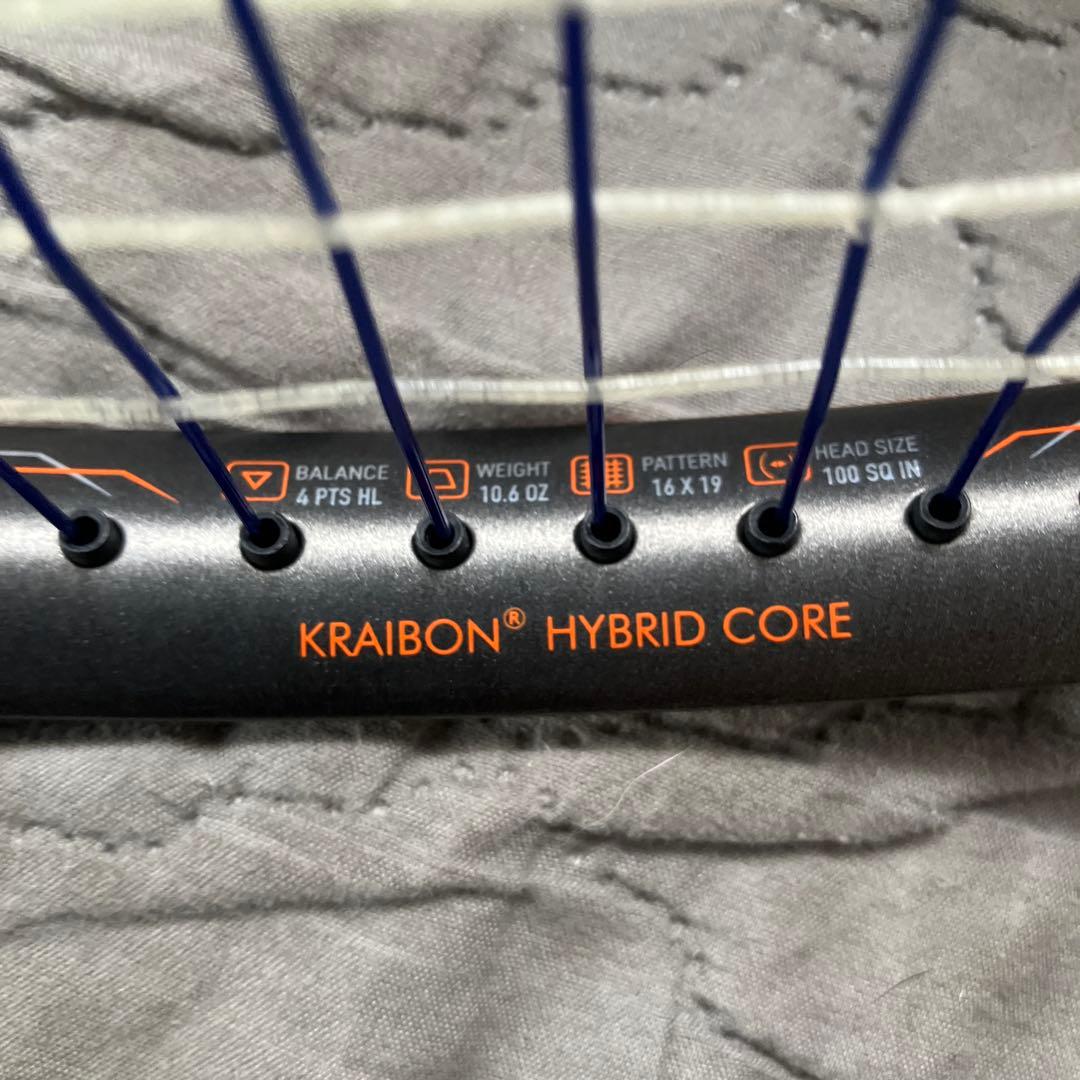 BALANCE
4 PTS HL
WEIGHT
10.6 OZ
PATTERN
16 X 19
HEAD SIZE
100 SQ IN
KRAIBON® HYBRID CORE